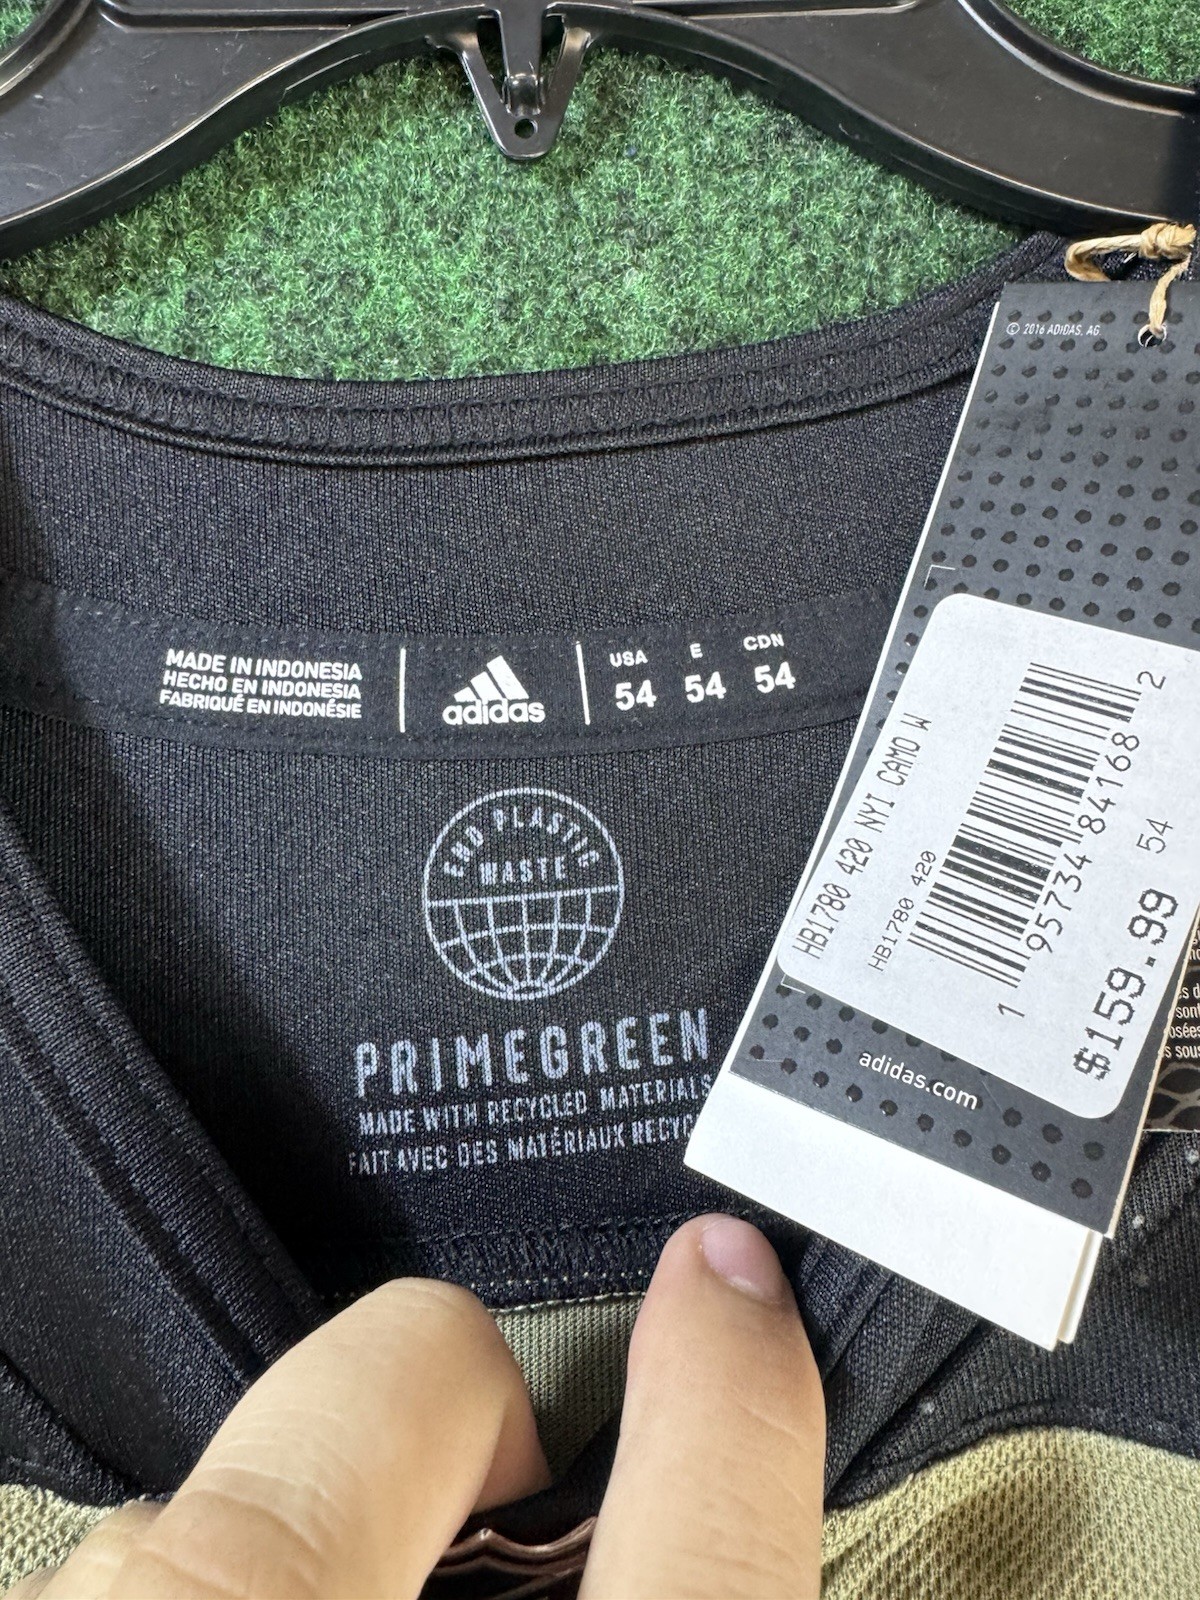 © 2016 ADIDAS, AG
MADE IN INDONESIA
HECHO EN INDONESIA
FABRIQUÉ EN INDONÉSIE
adidas
USA E CDN
54 54 54
END PLASTIC
WASTE
PRIMEGREEN
MADE WITH RECYCLED MATERIALS
FAIT AVEC DES MATÉRIAUX
HB1780 420 NYI CAMO W
HB1780 420
1 95734 84168 2
54
$159.99
adidas.com